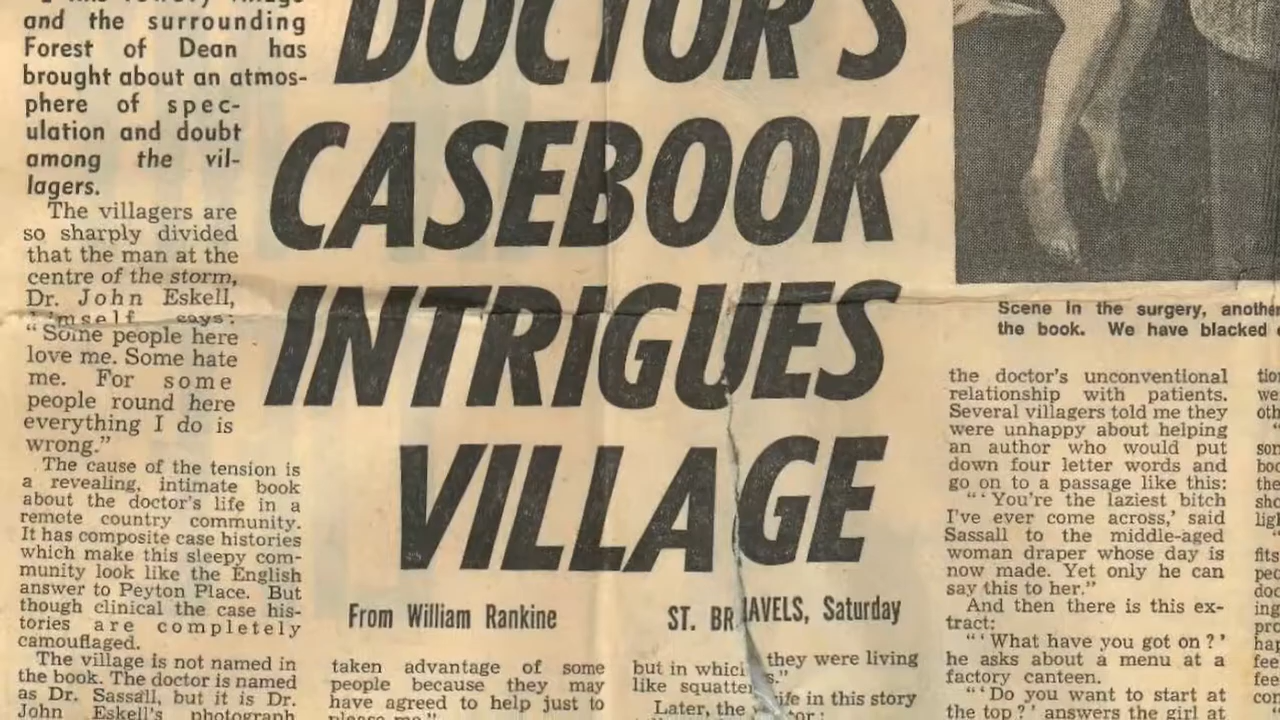 This lovely village
and the surrounding
Forest of Dean has
brought about an atmos-
phere of spec-
ulation and doubt
among the vil-
lagers.
The villagers are
so sharply divided
that the man at the
centre of the storm,
Dr. John Eskell,
himself says:
"Some people here
love me. Some hate
me. For some
people round here
everything I do is
wrong."
The cause of the tension is
a revealing, intimate book
about the doctor's life in a
remote country community.
It has composite case histories
which make this sleepy com-
munity look like the English
answer to Peyton Place. But
though clinical the case his-
tories are completely
camouflaged.
The village is not named in
the book. The doctor is named
as Dr. Sassall, but it is Dr.
John Eskell's photograph
DOCTOR'S
CASEBOOK
INTRIGUES
VILLAGE
From William Rankine
ST. BRIAVELS, Saturday
taken advantage of some
people because they may
have agreed to help just to
please me."
but in which they were living
like squatters."
Later, the wife in this story
Scene in the surgery, another
the book. We have blacked
the doctor's unconventional
relationship with patients.
Several villagers told me they
were unhappy about helping
an author who would put
down four letter words and
go on to a passage like this:
"'You're the laziest bitch
I've ever come across,' said
Sassall to the middle-aged
woman draper whose day is
now made. Yet only he can
say this to her."
And then there is this ex-
tract:
"'What have you got on?'
he asks about a menu at a
factory canteen.
"'Do you want to start at
the top?' answers the girl at